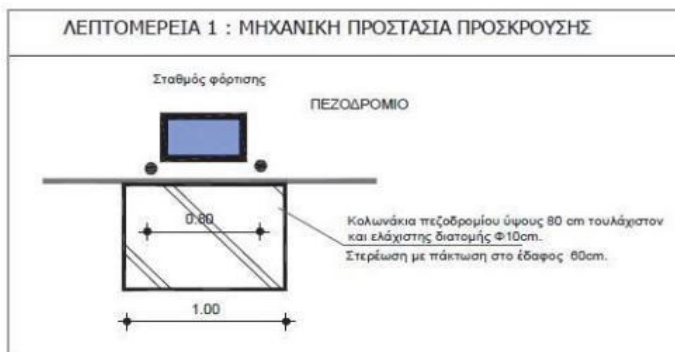 ΛΕΠΤΟΜΕΡΕΙΑ 1 : ΜΗΧΑΝΙΚΗ ΠΡΟΣΤΑΣΙΑ ΠΡΟΣΚΡΟΥΣΗΣ
Σταθμός φόρτισης
ΠΕΖΟΔΡΟΜΙΟ
0.80
Κολωνάκια πεζοδρομίου ύψους 80 cm τουλάχιστον
και ελάχιστης διατομής Φ10cm.
Στερέωση με πάκτωση στο έδαφος 60cm.
1.00